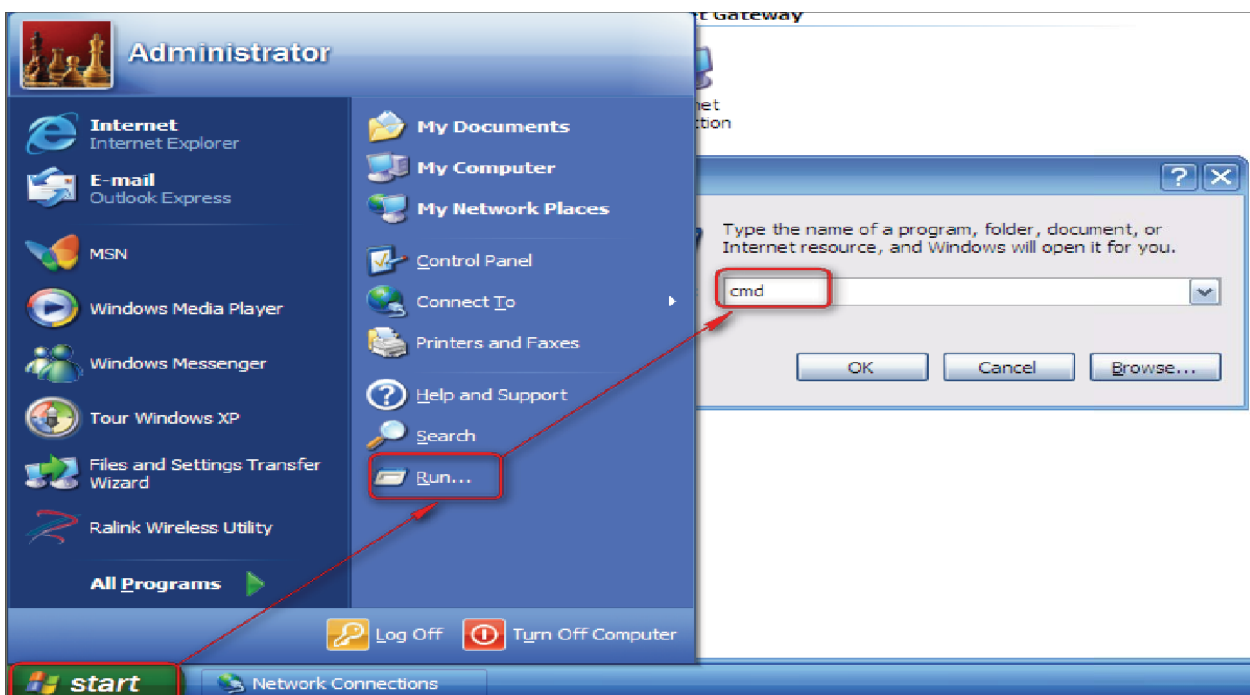 Administrator
Internet
Internet Explorer
E-mail
Outlook Express
MSN
Windows Media Player
Windows Messenger
Tour Windows XP
Files and Settings Transfer
Wizard
Ralink Wireless Utility
All Programs
My Documents
My Computer
My Network Places
Control Panel
Connect To
Printers and Faxes
Help and Support
Search
Run...
Log Off
Turn Off Computer
start
Network Connections
Gateway
Type the name of a program, folder, document, or
Internet resource, and Windows will open it for you.
cmd
OK
Cancel
Browse...